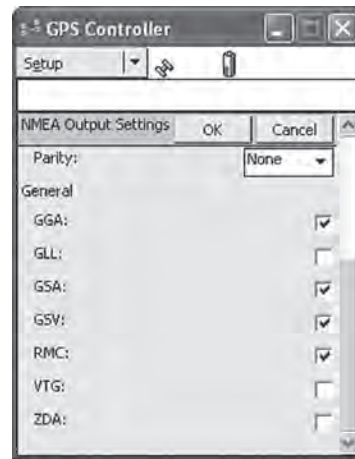 GPS Controller
Setup
NMEA Output Settings OK Cancel
Parity: None
General
GGA:
GLL:
GSA:
GSV:
RMC:
VTG:
ZDA: